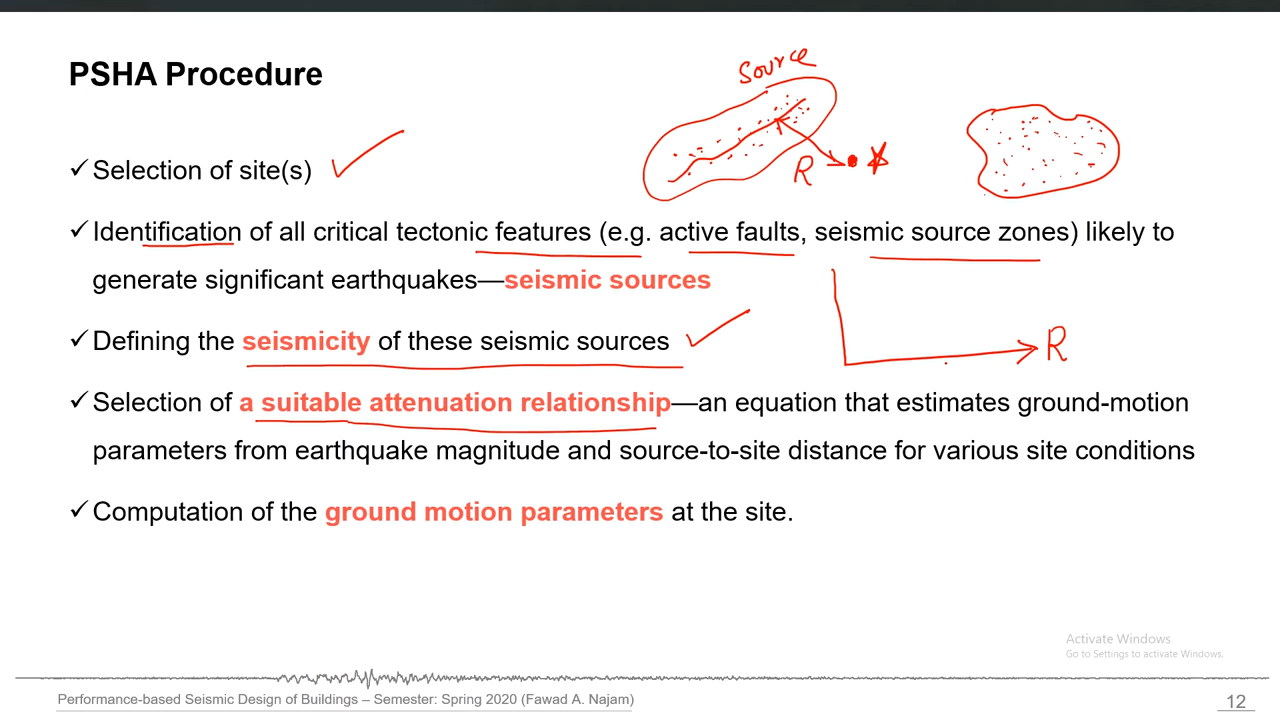 PSHA Procedure
Source
✓ Selection of site(s)
R
✓ Identification of all critical tectonic features (e.g. active faults, seismic source zones) likely to
generate significant earthquakes—seismic sources
✓ Defining the seismicity of these seismic sources
R
✓ Selection of a suitable attenuation relationship—an equation that estimates ground-motion
parameters from earthquake magnitude and source-to-site distance for various site conditions
✓ Computation of the ground motion parameters at the site.
Activate Windows
Go to Settings to activate Windows.
Performance-based Seismic Design of Buildings – Semester: Spring 2020 (Fawad A. Najam)
12